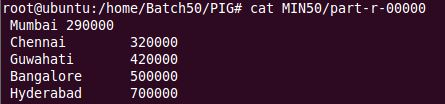 root@ubuntu:/home/Batch50/PIG# cat MIN50/part-r-00000
Mumbai 290000
Chennai 320000
Guwahati 420000
Bangalore 500000
Hyderabad 700000